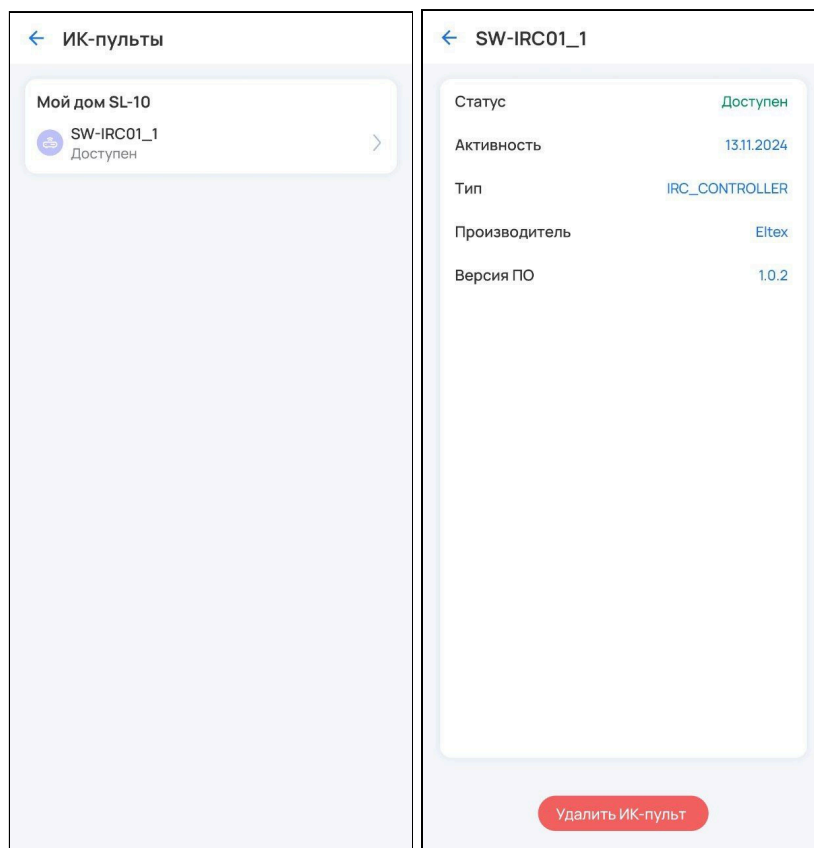 ИК-пульты
Мой дом SL-10
SW-IRC01_1
Доступен
SW-IRC01_1
Статус Доступен
Активность 13.11.2024
Тип IRC_CONTROLLER
Производитель Eltex
Версия ПО 1.0.2
Удалить ИК-пульт